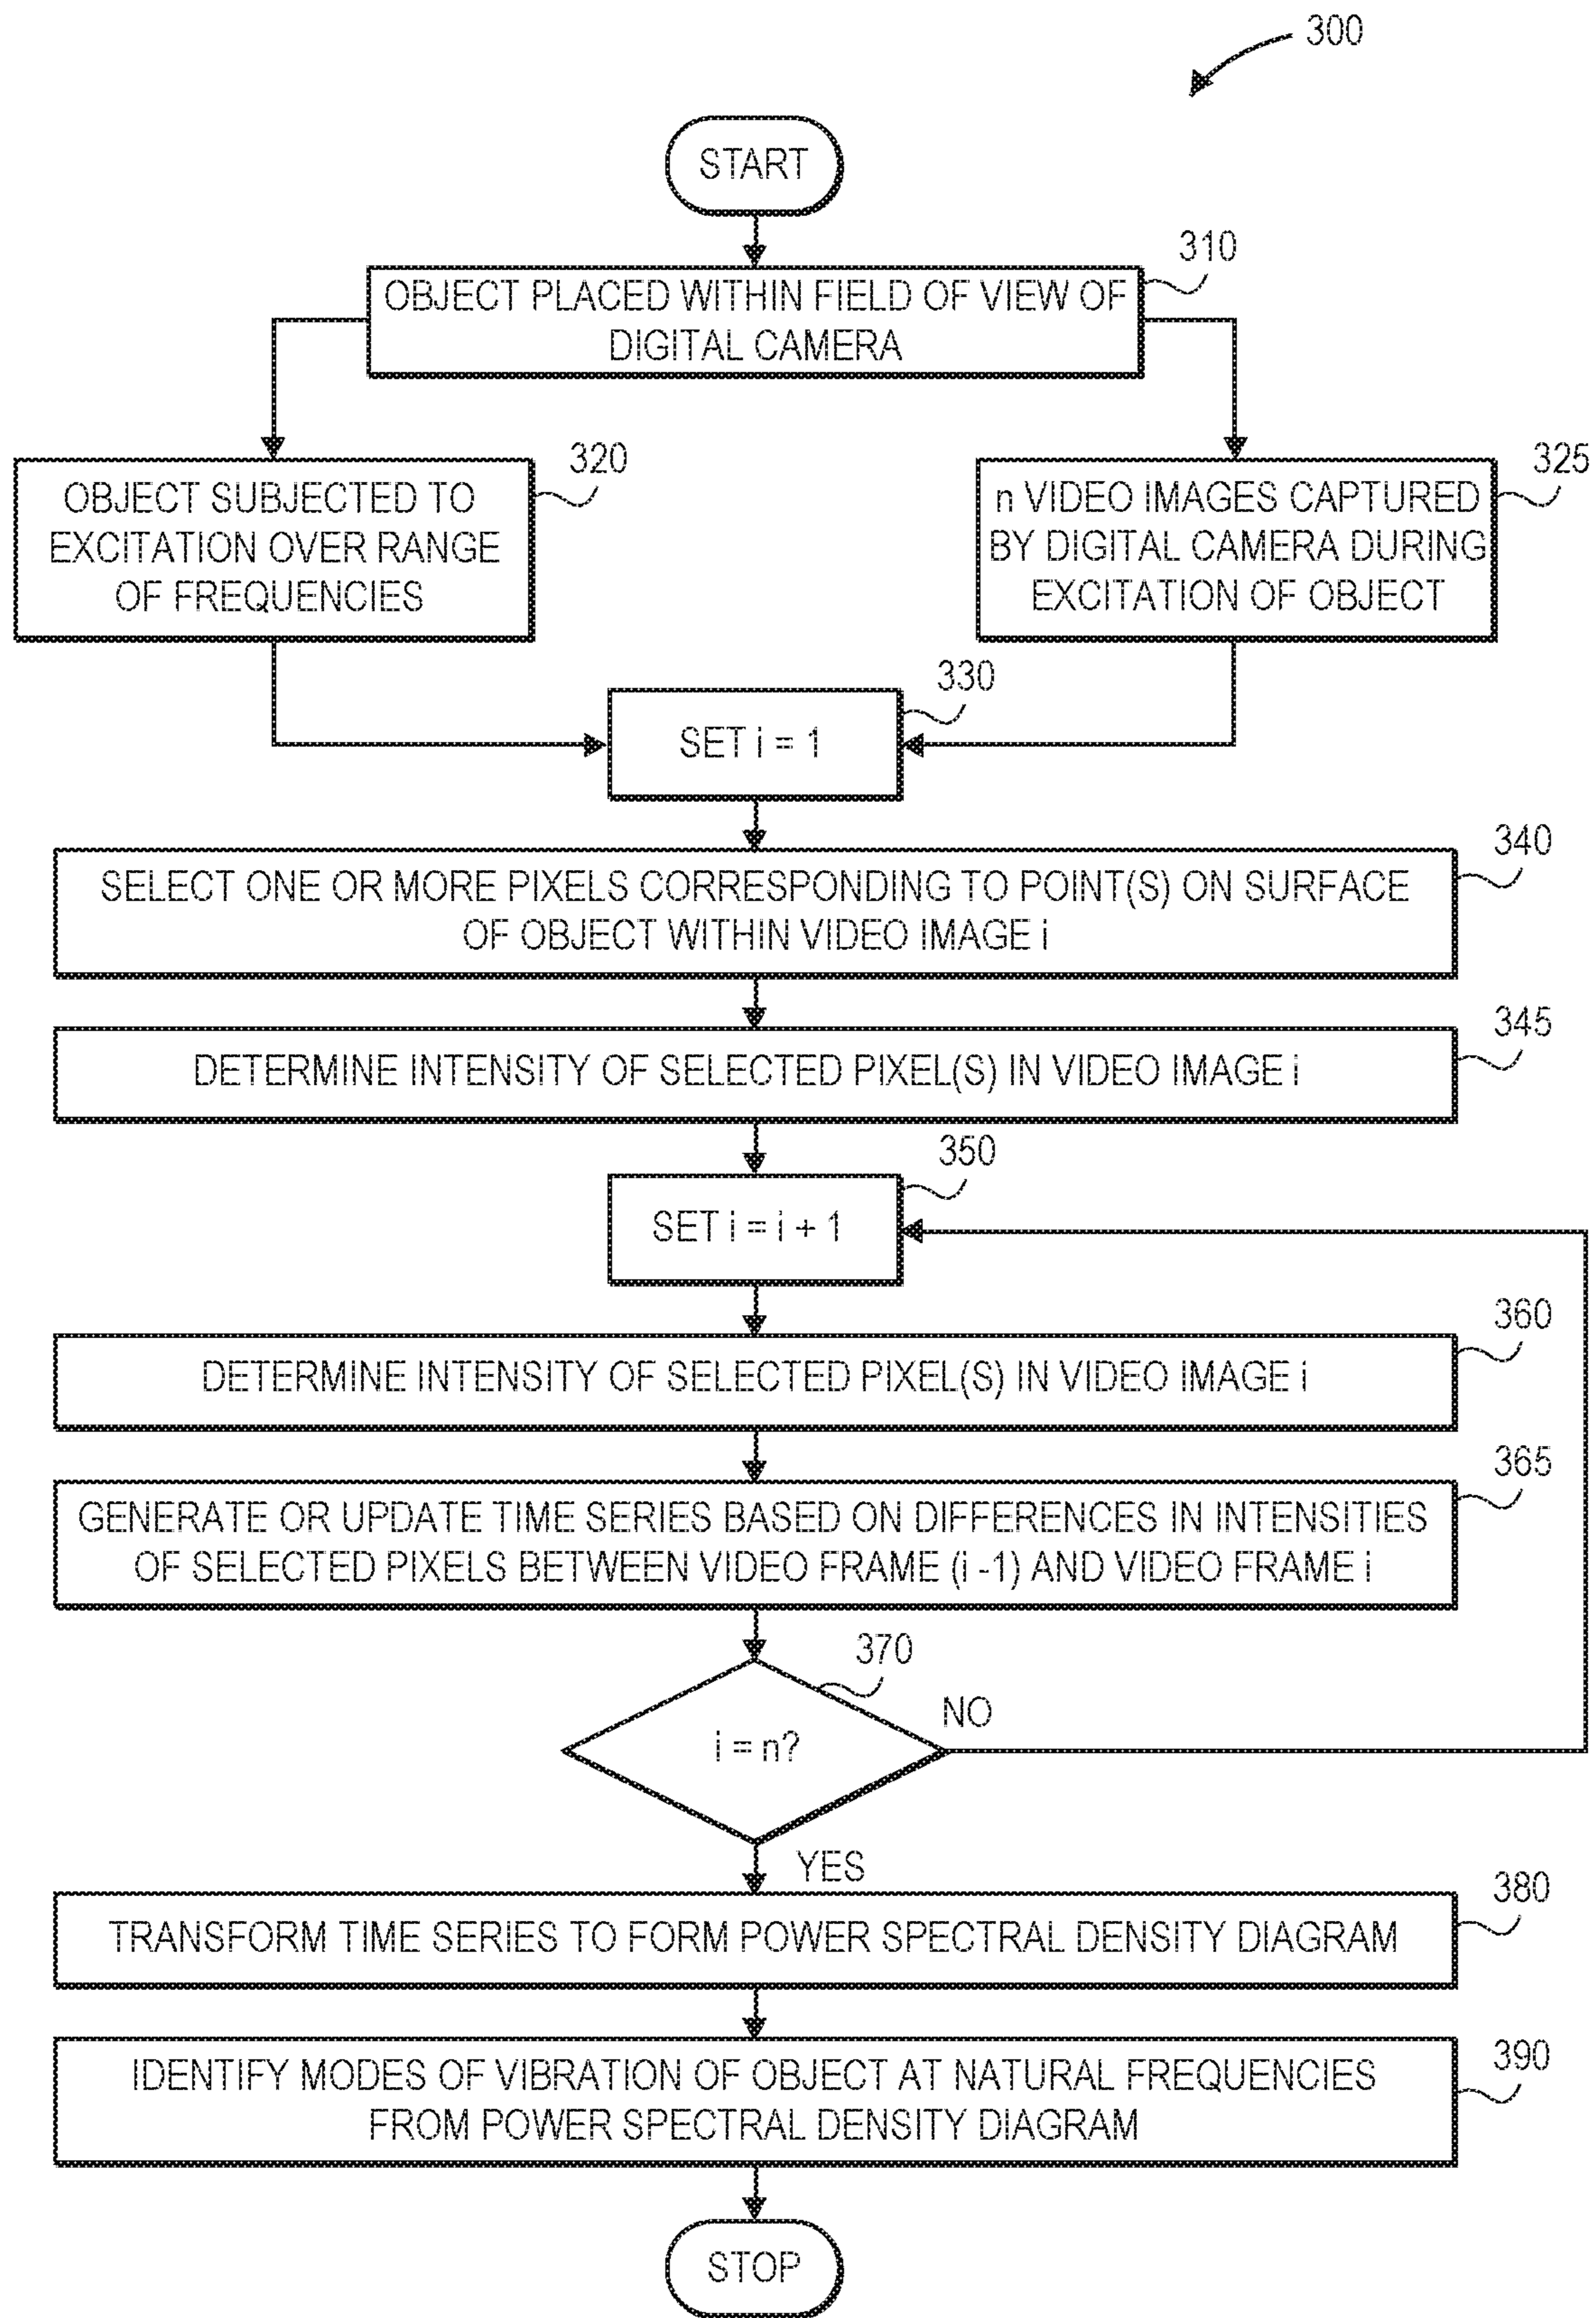 300
START
310
OBJECT PLACED WITHIN FIELD OF VIEW OF
DIGITAL CAMERA
320
OBJECT SUBJECTED TO
EXCITATION OVER RANGE
OF FREQUENCIES
325
n VIDEO IMAGES CAPTURED
BY DIGITAL CAMERA DURING
EXCITATION OF OBJECT
330
SET i = 1
340
SELECT ONE OR MORE PIXELS CORRESPONDING TO POINT(S) ON SURFACE
OF OBJECT WITHIN VIDEO IMAGE i
345
DETERMINE INTENSITY OF SELECTED PIXEL(S) IN VIDEO IMAGE i
350
SET i = i + 1
360
DETERMINE INTENSITY OF SELECTED PIXEL(S) IN VIDEO IMAGE i
365
GENERATE OR UPDATE TIME SERIES BASED ON DIFFERENCES IN INTENSITIES
OF SELECTED PIXELS BETWEEN VIDEO FRAME (i -1) AND VIDEO FRAME i
370
NO
i = n?
YES
380
TRANSFORM TIME SERIES TO FORM POWER SPECTRAL DENSITY DIAGRAM
390
IDENTIFY MODES OF VIBRATION OF OBJECT AT NATURAL FREQUENCIES
FROM POWER SPECTRAL DENSITY DIAGRAM
STOP